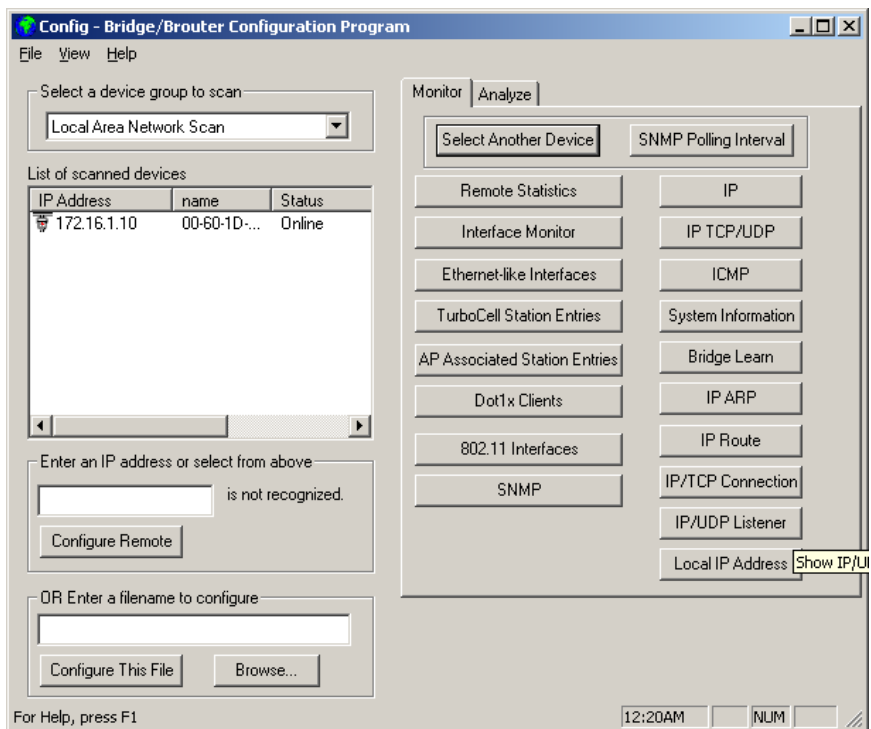 Config - Bridge/Brouter Configuration Program
File View Help
Select a device group to scan
Local Area Network Scan
List of scanned devices
IP Address name Status
172.16.1.10 00-60-1D-... Online
Enter an IP address or select from above
is not recognized.
Configure Remote
OR Enter a filename to configure
Configure This File Browse...
Monitor Analyze
Select Another Device SNMP Polling Interval
Remote Statistics IP
Interface Monitor IP TCP/UDP
Ethernet-like Interfaces ICMP
TurboCell Station Entries System Information
AP Associated Station Entries Bridge Learn
Dot1x Clients IP ARP
802.11 Interfaces IP Route
SNMP IP/TCP Connection
IP/UDP Listener
Local IP Address Show IP/U
For Help, press F1 12:20AM NUM